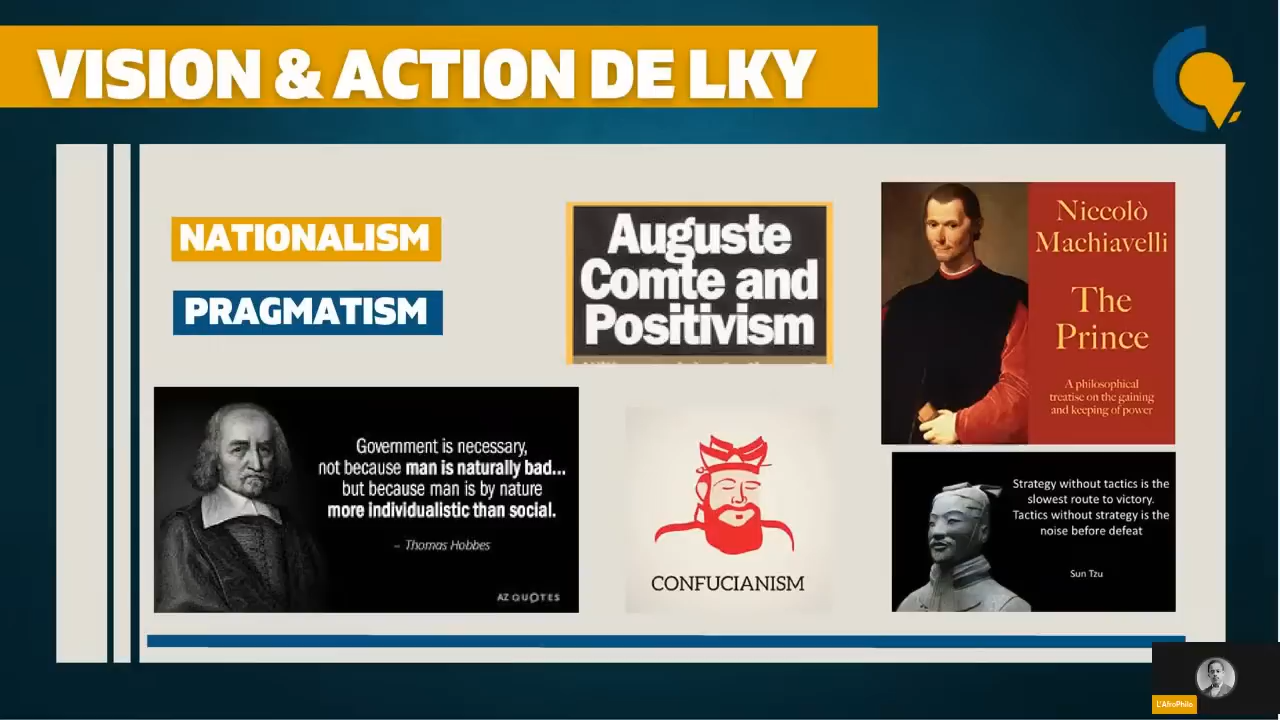 VISION & ACTION DE LKY
NATIONALISM
PRAGMATISM
Auguste
Comte and
Positivism
Niccolò
Machiavelli
The
Prince
A philosophical
treatise on the gaining
and keeping of power
Government is necessary,
not because man is naturally bad...
but because man is by nature
more individualistic than social.
– Thomas Hobbes
AZ QUOTES
CONFUCIANISM
Strategy without tactics is the
slowest route to victory.
Tactics without strategy is the
noise before defeat
Sun Tzu
L'AfroPhilo